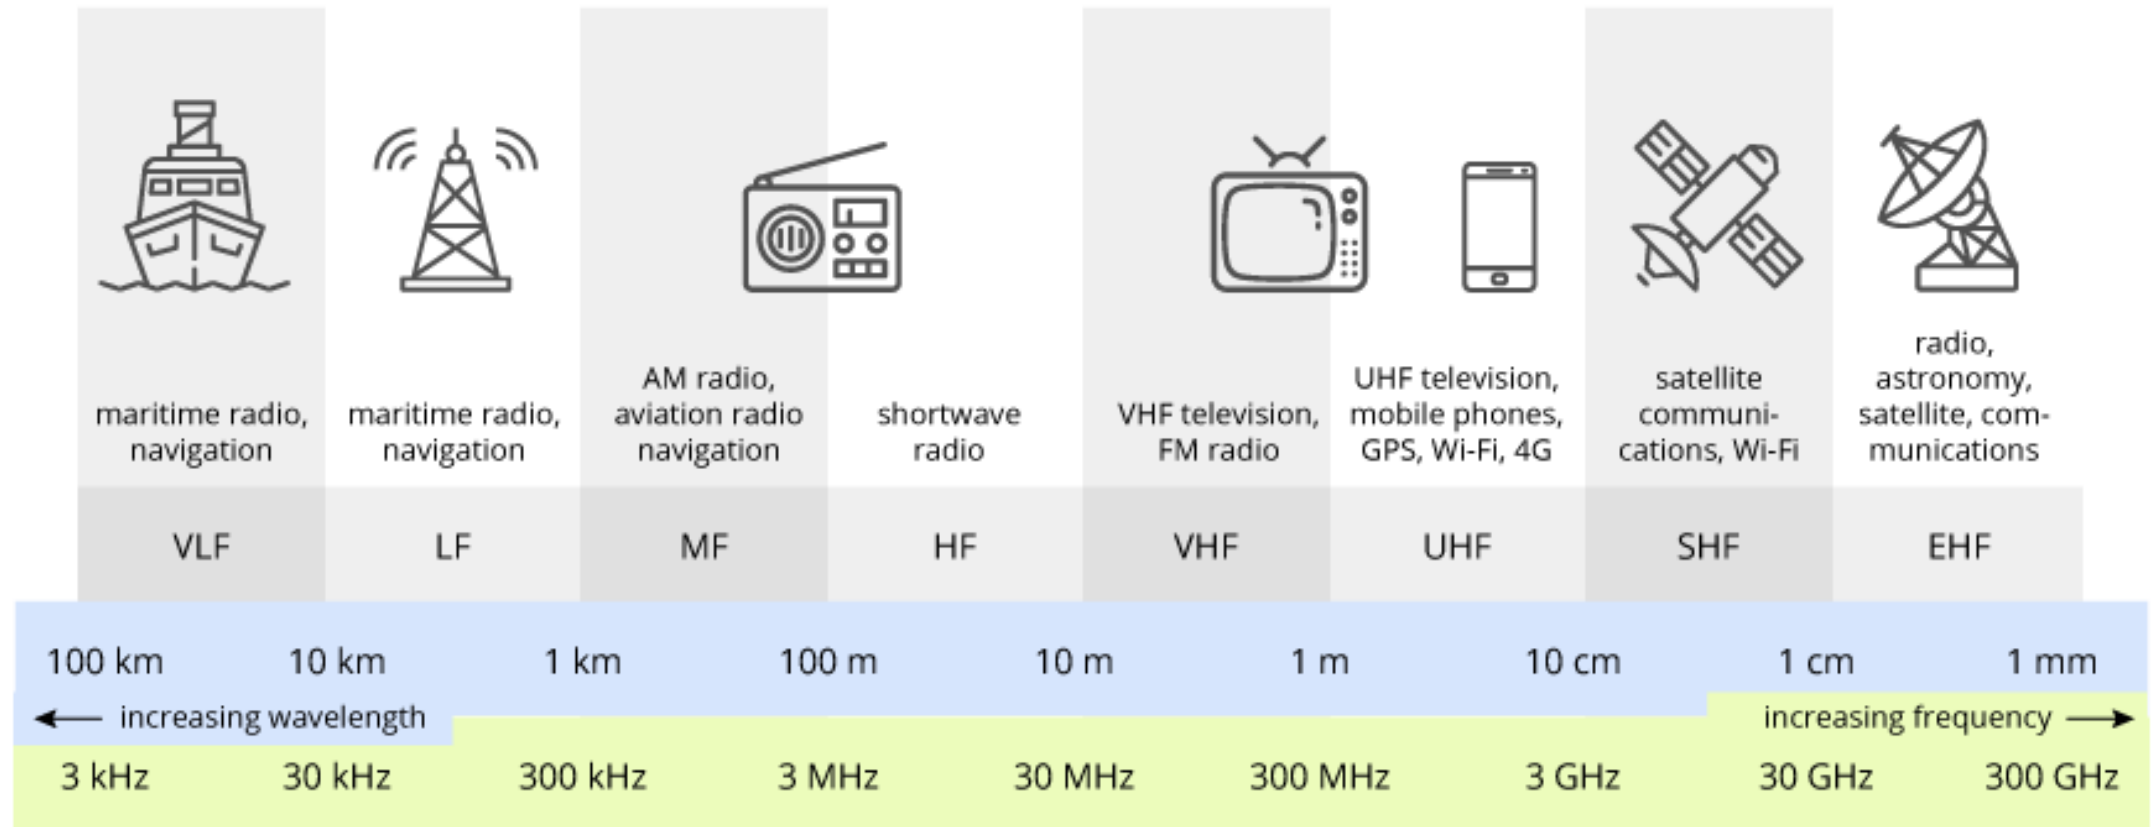 maritime radio,
navigation
maritime radio,
navigation
AM radio,
aviation radio
navigation
shortwave
radio
VHF television,
FM radio
UHF television,
mobile phones,
GPS, Wi-Fi, 4G
satellite
communi-
cations, Wi-Fi
radio,
astronomy,
satellite, com-
munications
VLF LF MF HF VHF UHF SHF EHF
100 km 10 km 1 km 100 m 10 m 1 m 10 cm 1 cm 1 mm
increasing wavelength increasing frequency
3 kHz 30 kHz 300 kHz 3 MHz 30 MHz 300 MHz 3 GHz 30 GHz 300 GHz